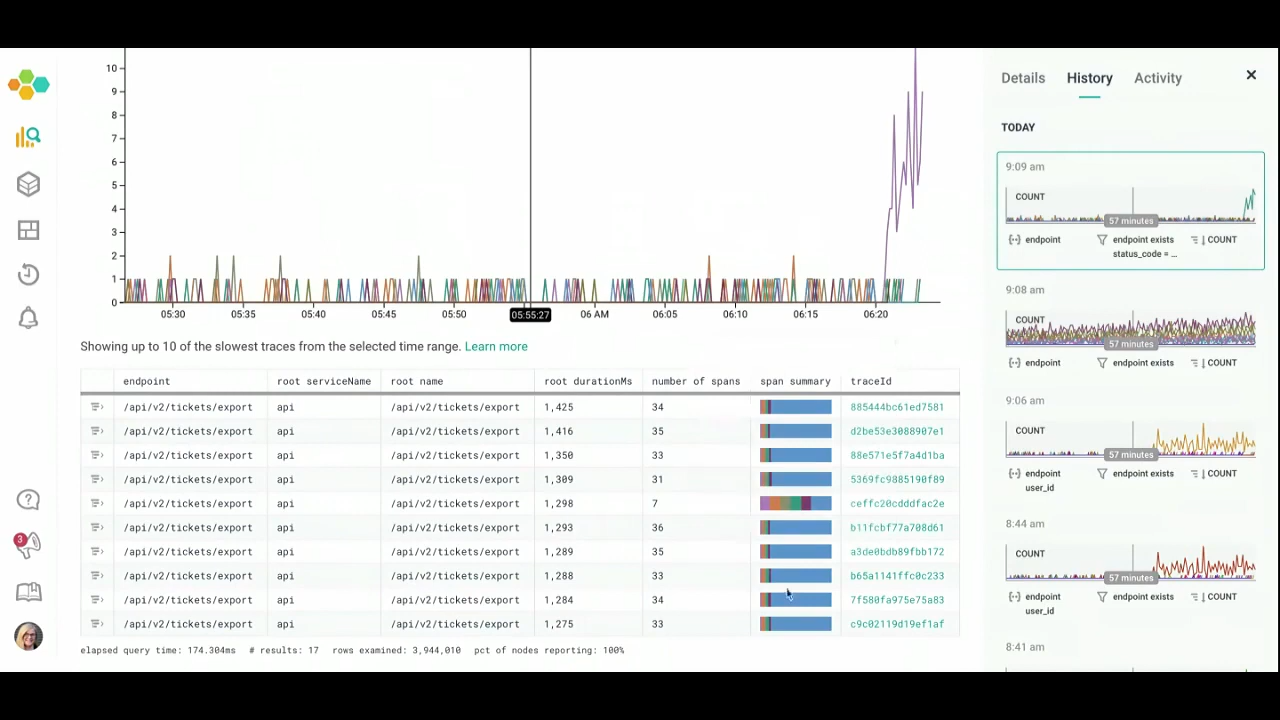 Details History Activity
TODAY
10
9
8
7
6
5
4
3
2
1
0
05:30 05:35 05:40 05:45 05:50 05:55:27 06 AM 06:05 06:10 06:15 06:20
Showing up to 10 of the slowest traces from the selected time range. Learn more
endpoint root serviceName root name root durationMs number of spans span summary traceId
/api/v2/tickets/export api /api/v2/tickets/export 1,425 34 885444bc61ed7581
/api/v2/tickets/export api /api/v2/tickets/export 1,416 35 d2be53e3088907e1
/api/v2/tickets/export api /api/v2/tickets/export 1,350 33 88e571e5f7a4d1ba
/api/v2/tickets/export api /api/v2/tickets/export 1,309 31 5369fc9885190f89
/api/v2/tickets/export api /api/v2/tickets/export 1,298 7 ceffc20cdddfac2e
/api/v2/tickets/export api /api/v2/tickets/export 1,293 36 b11fcbf77a708d61
/api/v2/tickets/export api /api/v2/tickets/export 1,289 35 a3de0bdb89fbb172
/api/v2/tickets/export api /api/v2/tickets/export 1,288 33 b65a1141ffc0c233
/api/v2/tickets/export api /api/v2/tickets/export 1,284 34 7f580fa975e75a83
/api/v2/tickets/export api /api/v2/tickets/export 1,275 33 c9c02119d19ef1af
elapsed query time: 174.304ms # results: 17 rows examined: 3,944,010 pct of nodes reporting: 100%
9:09 am
COUNT
57 minutes
endpoint endpoint exists COUNT
status_code = ...
9:08 am
COUNT
57 minutes
endpoint endpoint exists COUNT
9:06 am
COUNT
57 minutes
endpoint endpoint exists COUNT
user_id
8:44 am
COUNT
57 minutes
endpoint endpoint exists COUNT
user_id
8:41 am
3